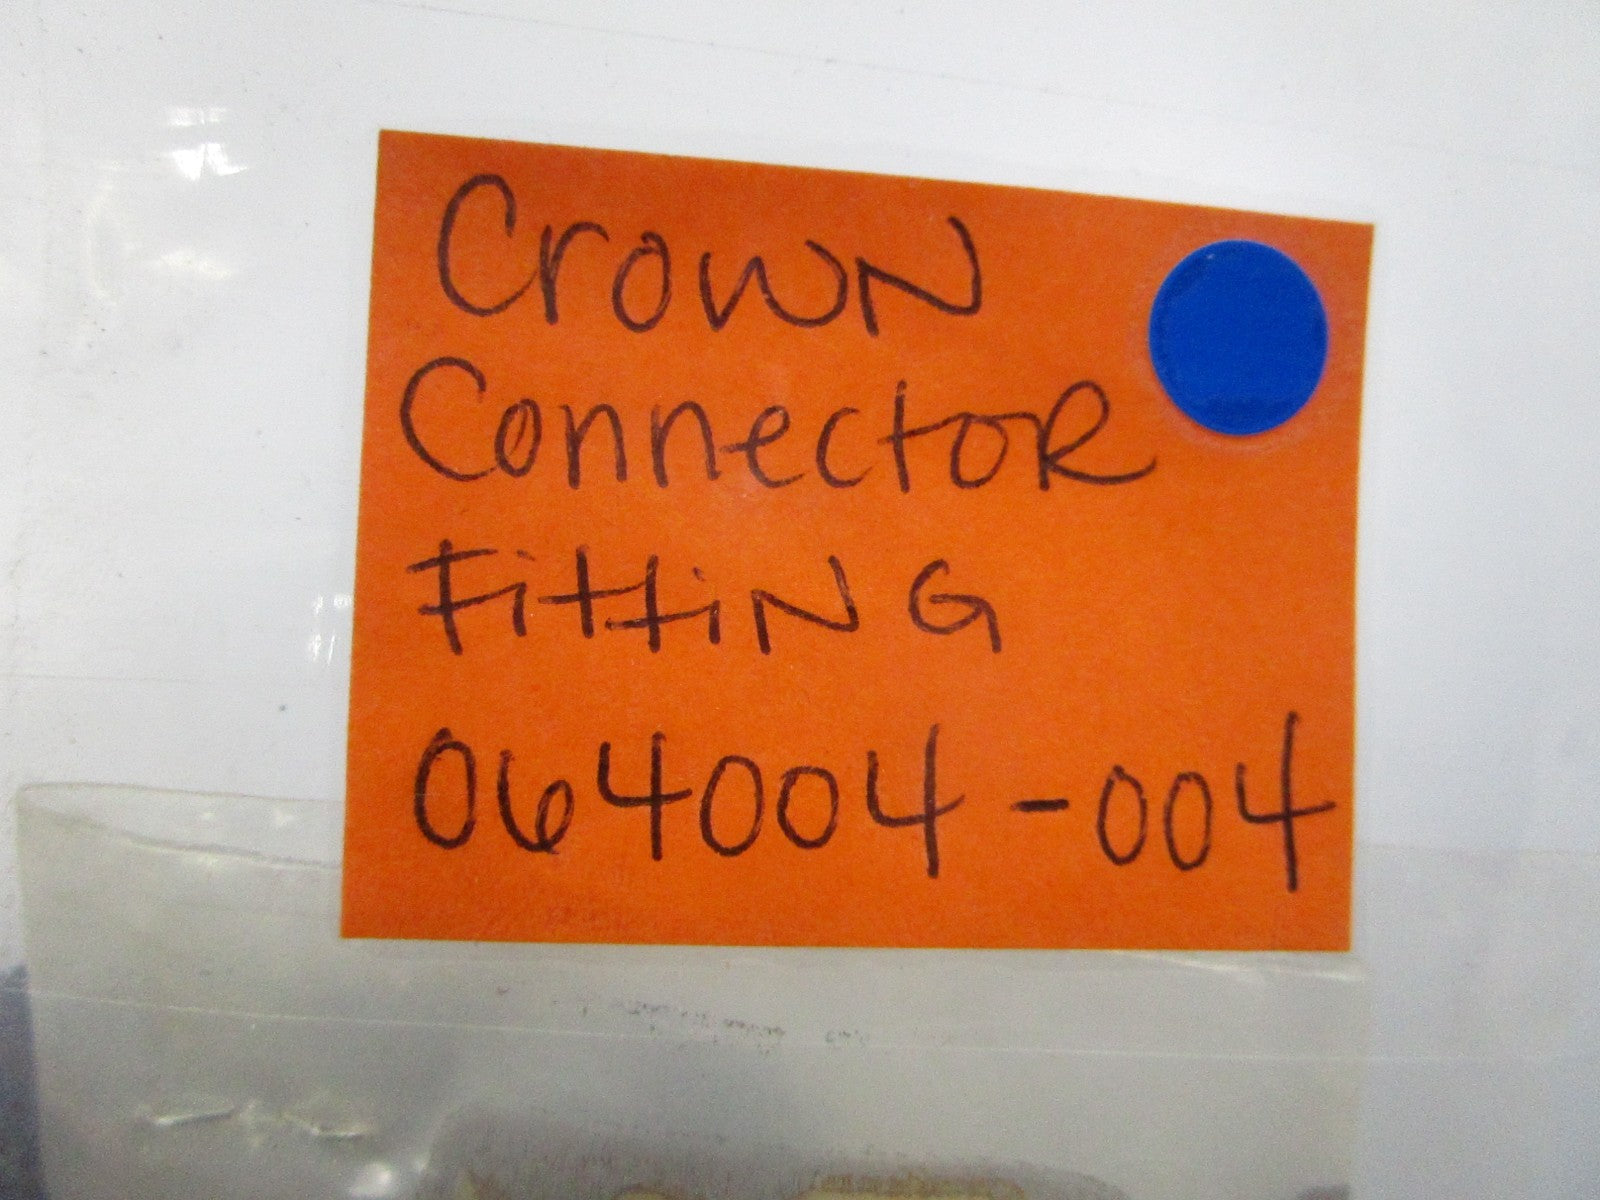 Crown
Connector
Fitting
064004-004